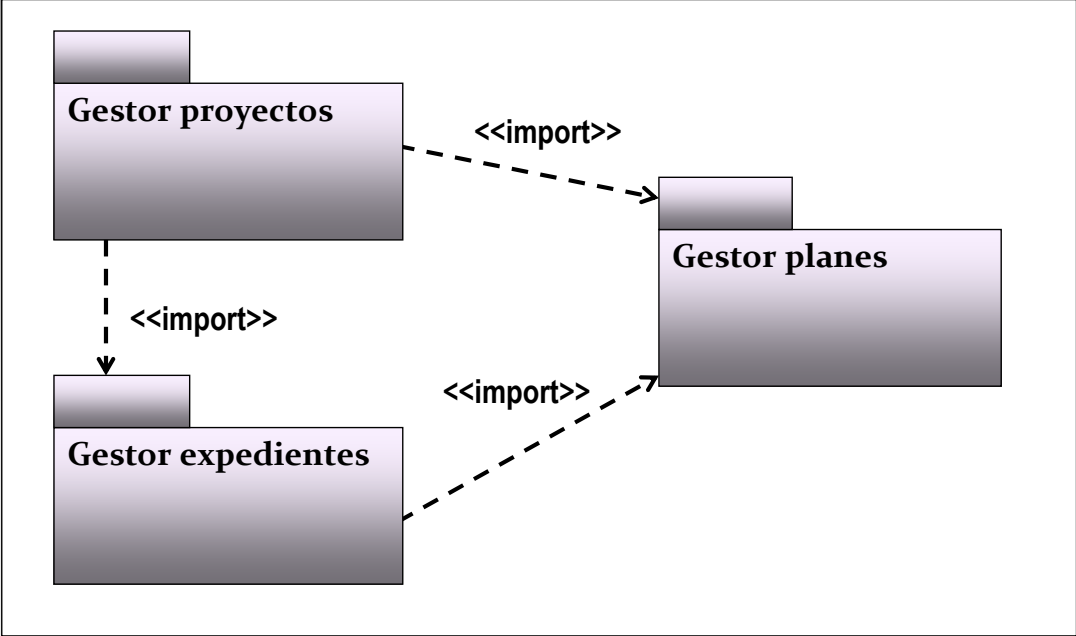 Gestor proyectos
<<import>>
Gestor planes
<<import>>
<<import>>
Gestor expedientes